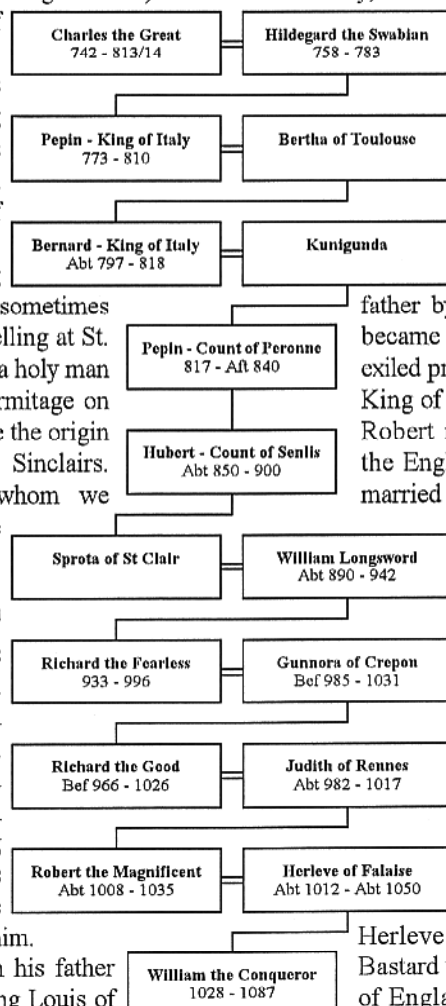 Charles the Great
742 - 813/14
Hildegard the Swabian
758 - 783
Pepin - King of Italy
773 - 810
Bertha of Toulouse
Bernard - King of Italy
Abt 797 - 818
Kunigunda
sometimes
elling at St.
a holy man
rmitage on
e the origin
Sinclairs.
whom we
Pepin - Count of Peronne
817 - Aft 840
Hubert - Count of Senlis
Abt 850 - 900
father by
became
exiled pr
King of
Robert
the Engl
married
Sprota of St Clair
William Longsword
Abt 890 - 942
Richard the Fearless
933 - 996
Gunnora of Crepon
Bef 985 - 1031
Richard the Good
Bef 966 - 1026
Judith of Rennes
Abt 982 - 1017
Robert the Magnificent
Abt 1008 - 1035
Herleve of Falaise
Abt 1012 - Abt 1050
him.
his father
ng Louis of
William the Conqueror
1028 - 1087
Herleve
Bastard
of Engla